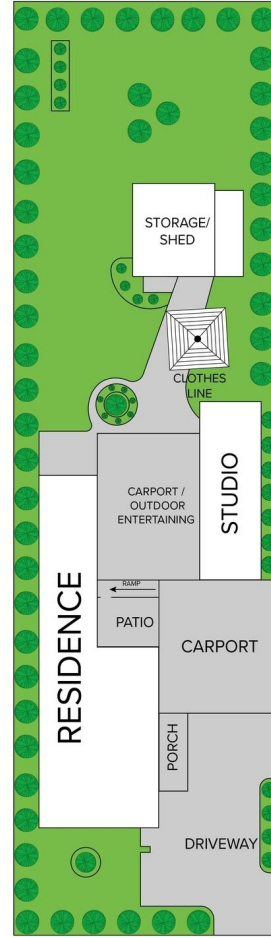 STORAGE/
SHED
CLOTHES
LINE
CARPORT /
OUTDOOR
ENTERTAINING
STUDIO
RAMP
PATIO
RESIDENCE
CARPORT
PORCH
DRIVEWAY